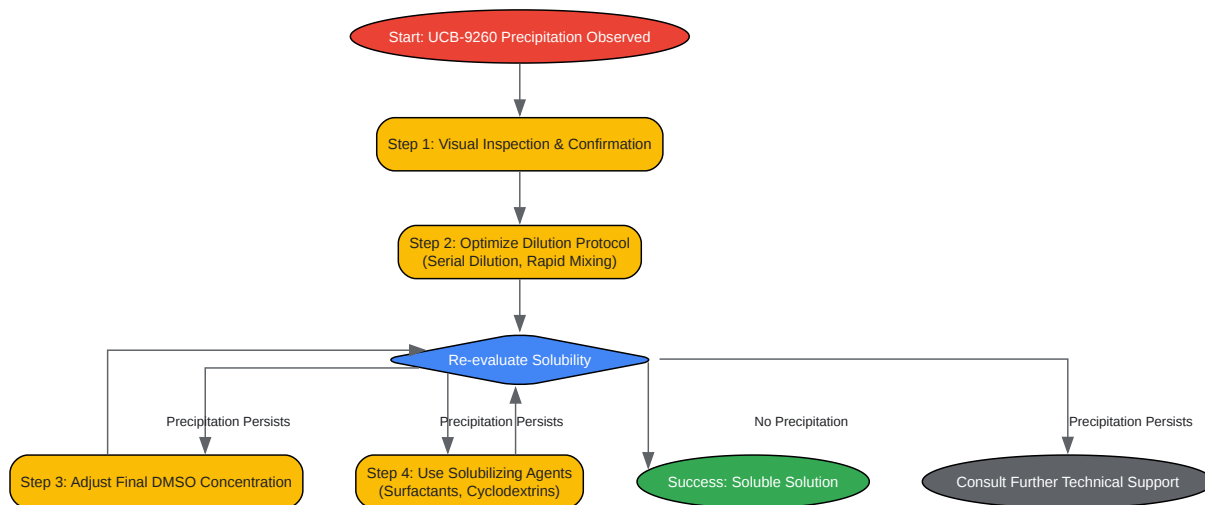 Start: UCB-9260 Precipitation Observed
Step 1: Visual Inspection & Confirmation
Step 2: Optimize Dilution Protocol
(Serial Dilution, Rapid Mixing)
Re-evaluate Solubility
Precipitation Persists
Precipitation Persists
No Precipitation
Precipitation Persists
Step 3: Adjust Final DMSO Concentration
Step 4: Use Solubilizing Agents
(Surfactants, Cyclodextrins)
Success: Soluble Solution
Consult Further Technical Support